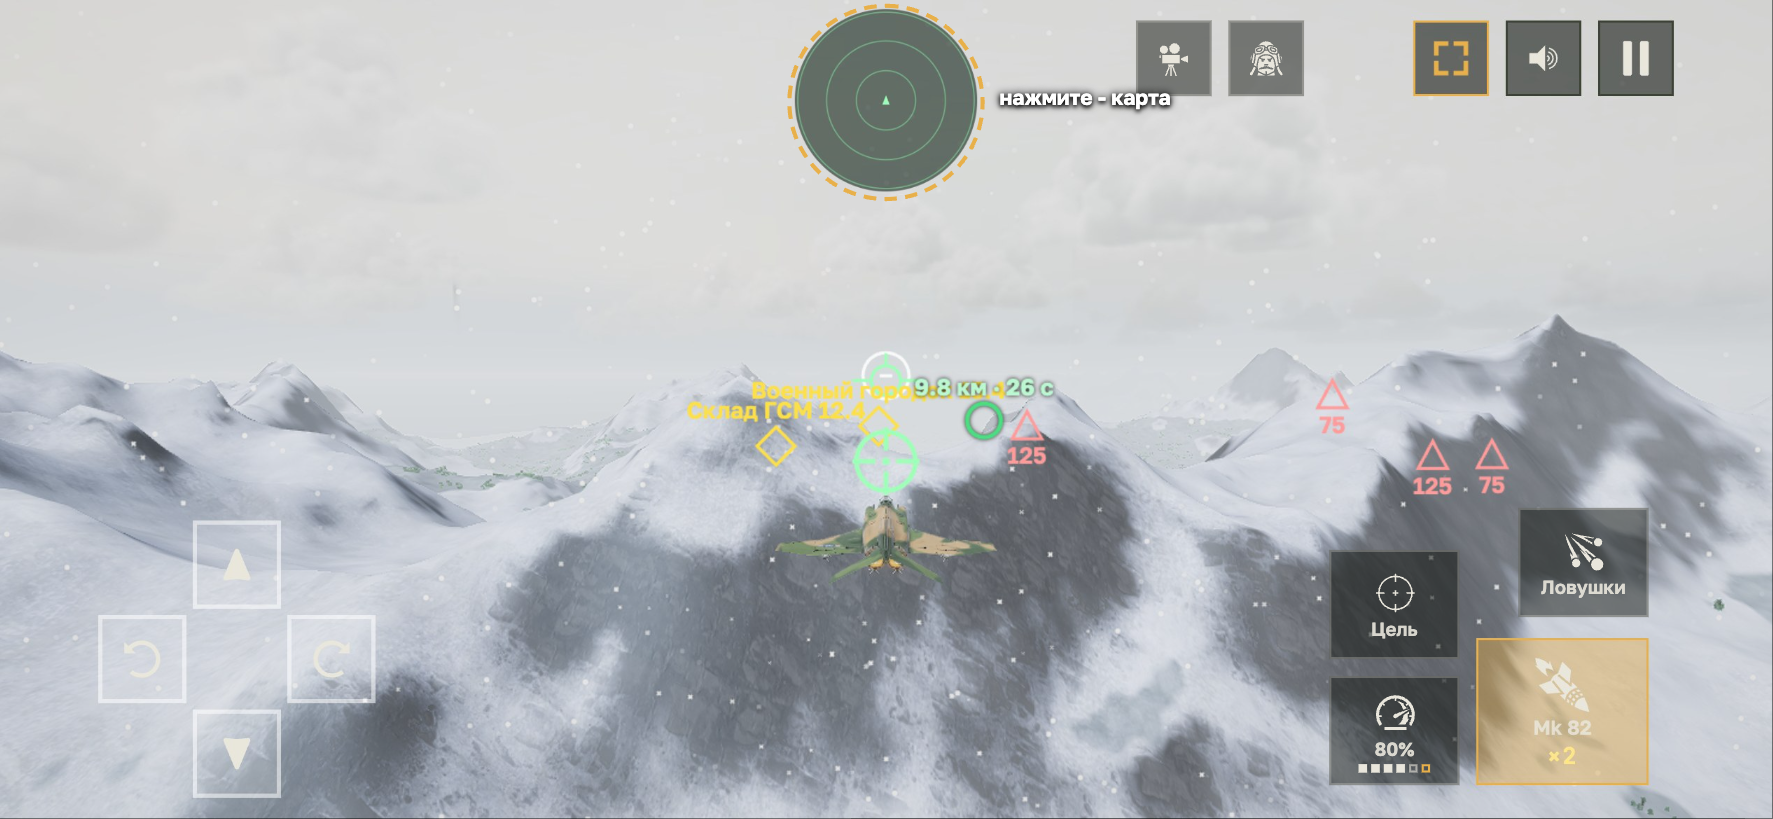 нажмите - карта
9.8 км · 26 с
Военный городок
Склад ГСМ 12.4
125
75
125
75
Цель
Ловушки
80%
Mk 82
×2